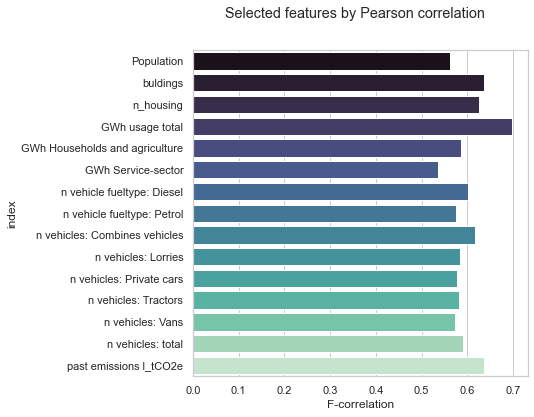 Selected features by Pearson correlation
Population
buldings
n_housing
GWh usage total
GWh Households and agriculture
GWh Service-sector
n vehicle fueltype: Diesel
n vehicle fueltype: Petrol
n vehicles: Combines vehicles
n vehicles: Lorries
n vehicles: Private cars
n vehicles: Tractors
n vehicles: Vans
n vehicles: total
past emissions I_tCO2e
index
0.0 0.1 0.2 0.3 0.4 0.5 0.6 0.7
F-correlation